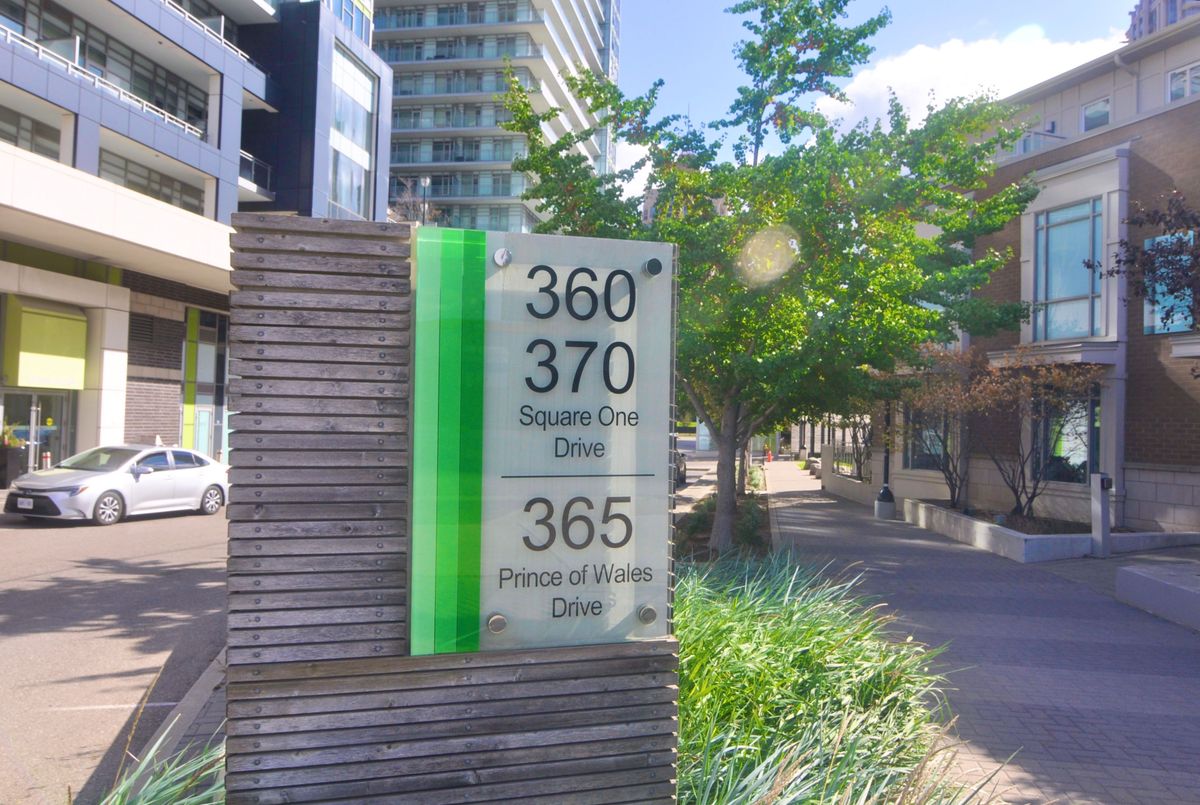 360
370
Square One
Drive
365
Prince of Wales
Drive